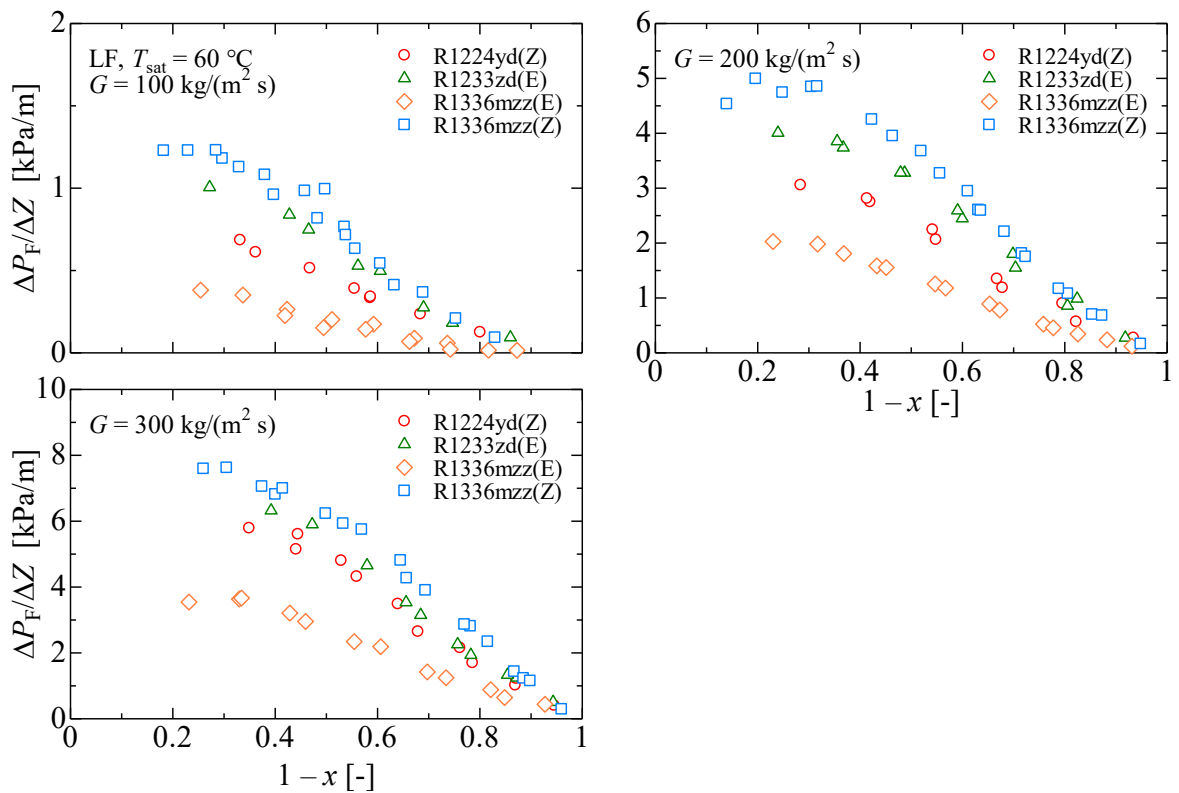 2
LF, T_sat = 60 °C
G = 100 kg/(m² s)
R1224yd(Z)
R1233zd(E)
R1336mzz(E)
R1336mzz(Z)
1
0
ΔP_F/ΔZ [kPa/m]
6
5
4
3
2
1
0
G = 200 kg/(m² s)
R1224yd(Z)
R1233zd(E)
R1336mzz(E)
R1336mzz(Z)
0 0.2 0.4 0.6 0.8 1
1 – x [-]
10
8
6
4
2
0
ΔP_F/ΔZ [kPa/m]
G = 300 kg/(m² s)
R1224yd(Z)
R1233zd(E)
R1336mzz(E)
R1336mzz(Z)
0 0.2 0.4 0.6 0.8 1
1 – x [-]